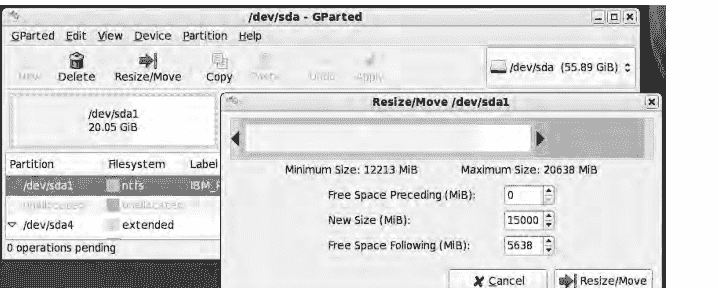 /dev/sda - GParted
GParted Edit View Device Partition Help
New Delete Resize/Move Copy Paste Undo Apply
/dev/sda (55.89 GiB)
/dev/sda1
20.05 GiB
Resize/Move /dev/sda1
Minimum Size: 12213 MiB Maximum Size: 20638 MiB
Partition Filesystem Label
/dev/sda1 ntfs
unallocated unallocated
/dev/sda4 extended
0 operations pending
Free Space Preceding (MiB): 0
New Size (MiB): 15000
Free Space Following (MiB): 5638
Cancel Resize/Move